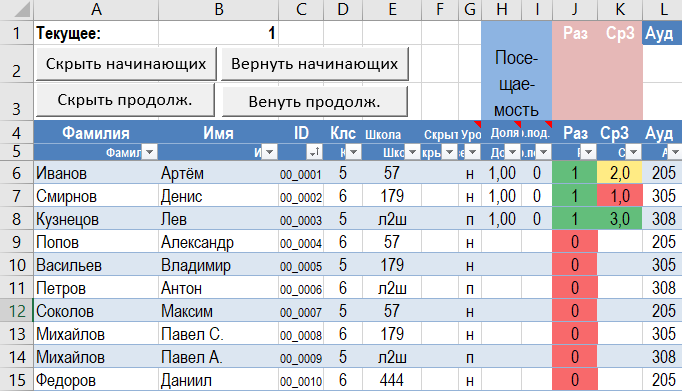 A B C D E F G H I J K L
1 Текущее: 1 Раз Ср3 Ауд
2 Скрыть начинающих Вернуть начинающих Посе-
щае-
3 Скрыть продолж. Венуть продолж. мость
4 Фамилия Имя ID Клс Школа Скрыт Уро Доля о.под. Раз Ср3 Ауд
5 Фамил И К Шко кры До о.по С А
6 Иванов Артём 00_0001 5 57 н 1,00 0 1 2,0 205
7 Смирнов Денис 00_0002 6 179 н 1,00 0 1 1,0 305
8 Кузнецов Лев 00_0003 5 л2ш п 1,00 0 1 3,0 308
9 Попов Александр 00_0004 6 57 н 0 205
10 Васильев Владимир 00_0005 5 179 н 0 305
11 Петров Антон 00_0006 6 л2ш п 0 308
12 Соколов Максим 00_0007 5 57 н 0 205
13 Михайлов Павел С. 00_0008 6 179 н 0 305
14 Михайлов Павел А. 00_0009 5 л2ш п 0 308
15 Федоров Даниил 00_0010 6 444 н 0 205